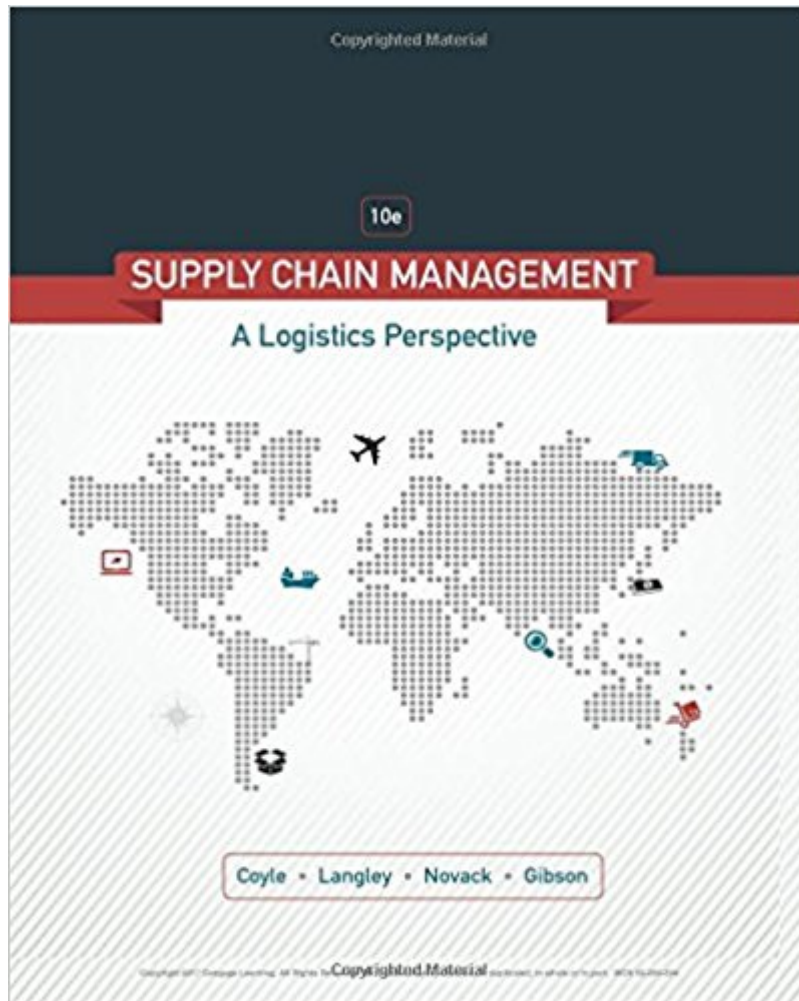 Copyrighted Material
10e
SUPPLY CHAIN MANAGEMENT
A Logistics Perspective
Coyle • Langley • Novack • Gibson
Copyrighted Material